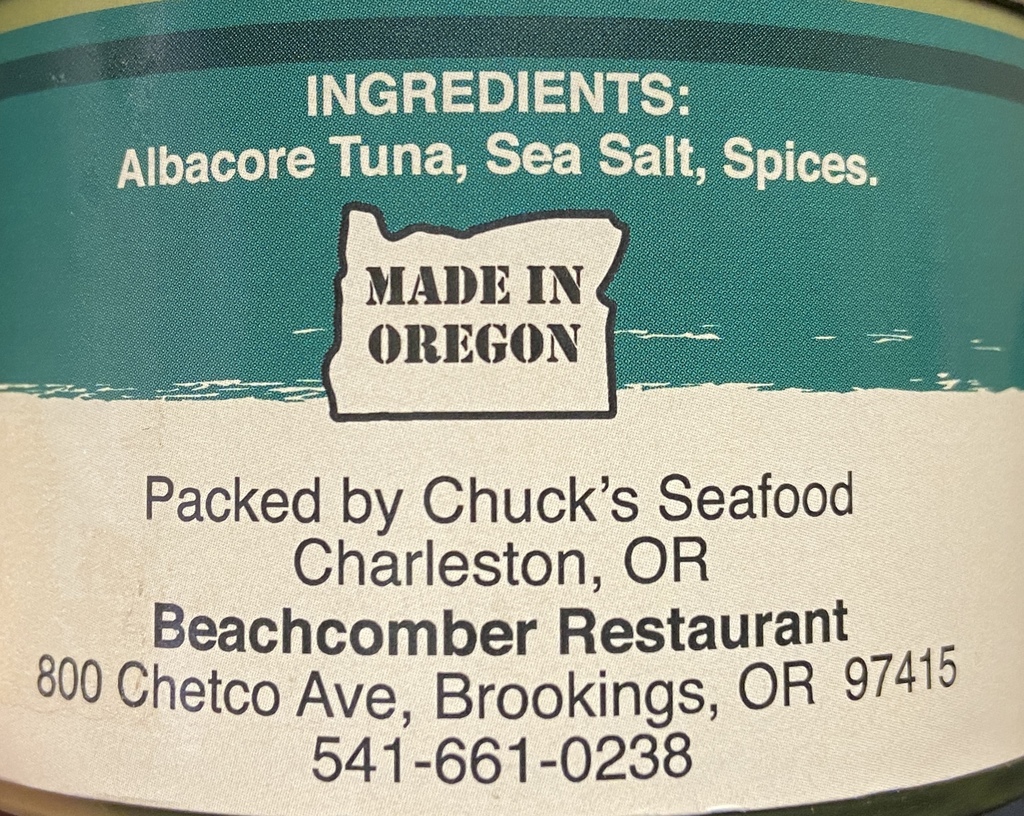 INGREDIENTS:
Albacore Tuna, Sea Salt, Spices.
MADE IN
OREGON
Packed by Chuck's Seafood
Charleston, OR
Beachcomber Restaurant
800 Chetco Ave, Brookings, OR 97415
541-661-0238